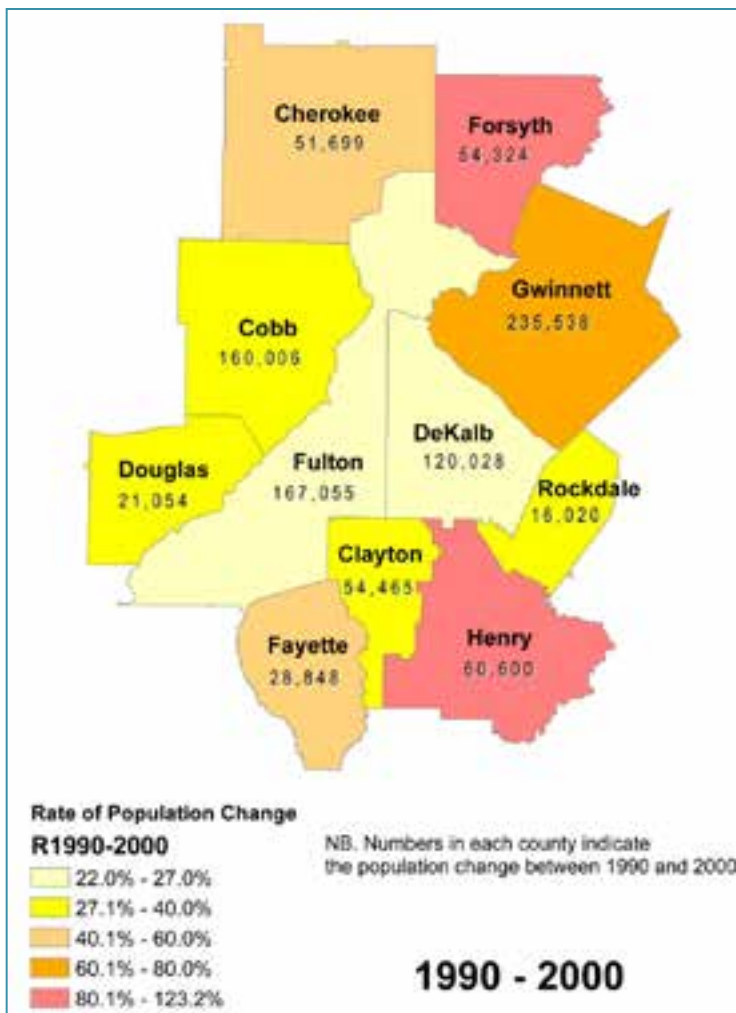 Cherokee
51,699
Forsyth
54,324
Gwinnett
235,538
Cobb
160,006
DeKalb
120,028
Douglas
21,054
Fulton
167,055
Rockdale
16,020
Clayton
54,465
Fayette
28,848
Henry
60,600
Rate of Population Change
R1990-2000
22.0% - 27.0%
27.1% - 40.0%
40.1% - 60.0%
60.1% - 80.0%
80.1% - 123.2%
NB. Numbers in each county indicate
the population change between 1990 and 2000
1990 - 2000